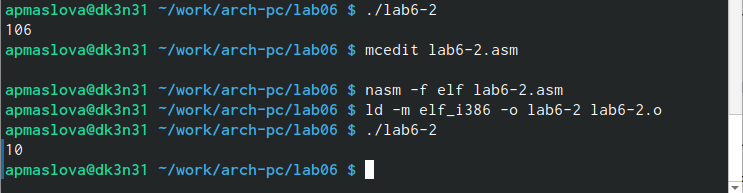 apmaslova@dk3n31 ~/work/arch-pc/lab06 $ ./lab6-2
106
apmaslova@dk3n31 ~/work/arch-pc/lab06 $ mcedit lab6-2.asm
apmaslova@dk3n31 ~/work/arch-pc/lab06 $ nasm -f elf lab6-2.asm
apmaslova@dk3n31 ~/work/arch-pc/lab06 $ ld -m elf_i386 -o lab6-2 lab6-2.o
apmaslova@dk3n31 ~/work/arch-pc/lab06 $ ./lab6-2
10
apmaslova@dk3n31 ~/work/arch-pc/lab06 $